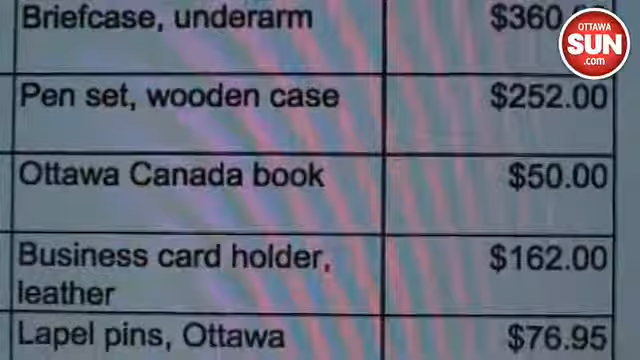 Briefcase, underarm $360.
OTTAWA
SUN
.com
Pen set, wooden case $252.00
Ottawa Canada book $50.00
Business card holder, $162.00
leather
Lapel pins, Ottawa $76.95